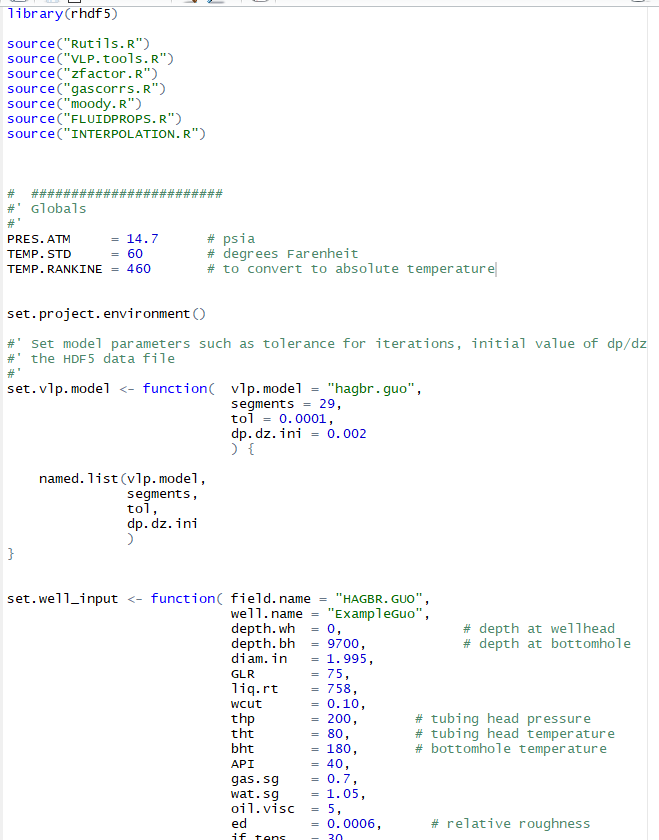 library(rhdf5)
source("Rutils.R")
source("VLP.tools.R")
source("zfactor.R")
source("gascorrs.R")
source("moody.R")
source("FLUIDPROPS.R")
source("INTERPOLATION.R")
#  ########################
#' Globals
#'
PRES.ATM     = 14.7      # psia
TEMP.STD     = 60        # degrees Farenheit
TEMP.RANKINE = 460       # to convert to absolute temperature
set.project.environment()
#' Set model parameters such as tolerance for iterations, initial value of dp/dz
#' the HDF5 data file
#'
set.vlp.model <- function(  vlp.model = "hagbr.guo",
                            segments = 29,
                            tol = 0.0001,
                            dp.dz.ini = 0.002
                            ) {
    named.list(vlp.model,
               segments,
               tol,
               dp.dz.ini
               )
}
set.well_input <- function( field.name = "HAGBR.GUO",
                            well.name = "ExampleGuo",
                            depth.wh  = 0,               # depth at wellhead
                            depth.bh  = 9700,            # depth at bottomhole
                            diam.in   = 1.995,
                            GLR       = 75,
                            liq.rt    = 758,
                            wcut      = 0.10,
                            thp       = 200,       # tubing head pressure
                            tht       = 80,        # tubing head temperature
                            bht       = 180,       # bottomhole temperature
                            API       = 40,
                            gas.sg    = 0.7,
                            wat.sg    = 1.05,
                            oil.visc  = 5,
                            ed        = 0.0006,      # relative roughness
                            if.tens   = 30,